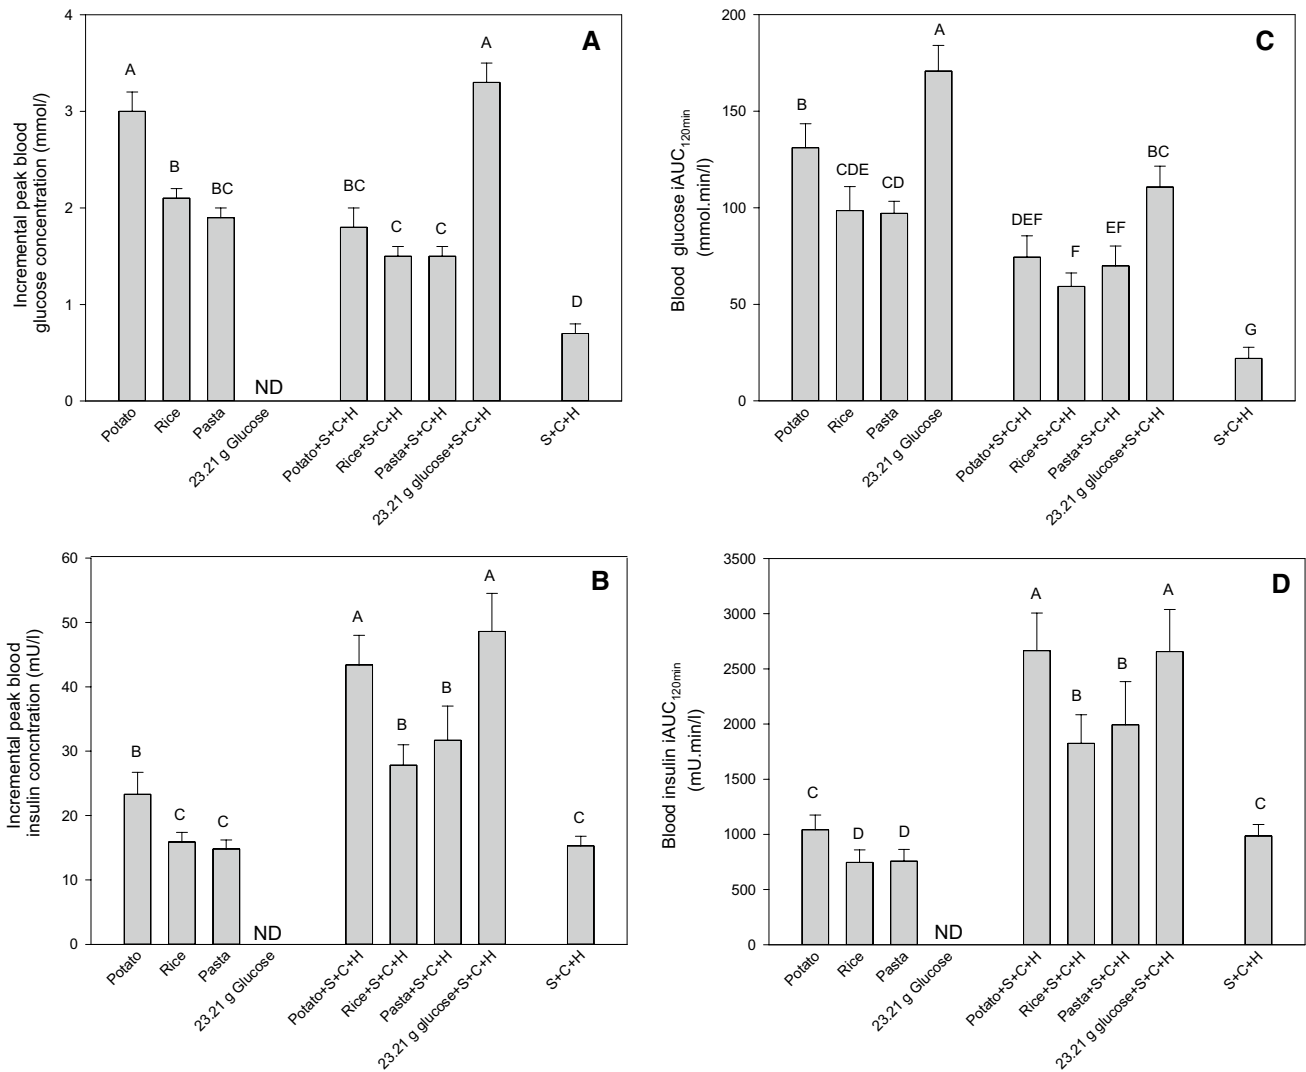 Incremental peak blood
glucose concentration (mmol/)
4
3
2
1
0
A
A
B
BC
ND
BC
C
C
A
D
Potato
Rice
Pasta
23.21 g Glucose
Potato+S+C+H
Rice+S+C+H
Pasta+S+C+H
23.21 g glucose+S+C+H
S+C+H
Blood glucose iAUC120min
(mmol.min/l)
200
150
100
50
0
C
B
CDE
CD
A
DEF
F
EF
BC
G
Potato
Rice
Pasta
23.21 g Glucose
Potato+S+C+H
Rice+S+C+H
Pasta+S+C+H
23.21 g glucose+S+C+H
S+C+H
Incremental peak blood
insulin concntration (mU/l)
60
50
40
30
20
10
0
B
B
C
C
ND
A
B
B
A
C
Potato
Rice
Pasta
23.21 g Glucose
Potato+S+C+H
Rice+S+C+H
Pasta+S+C+H
23.21 g glucose+S+C+H
S+C+H
Blood insulin iAUC120min
(mU.min/l)
3500
3000
2500
2000
1500
1000
500
0
D
C
D
D
ND
A
B
B
A
C
Potato
Rice
Pasta
23.21 g Glucose
Potato+S+C+H
Rice+S+C+H
Pasta+S+C+H
23.21 g glucose+S+C+H
S+C+H